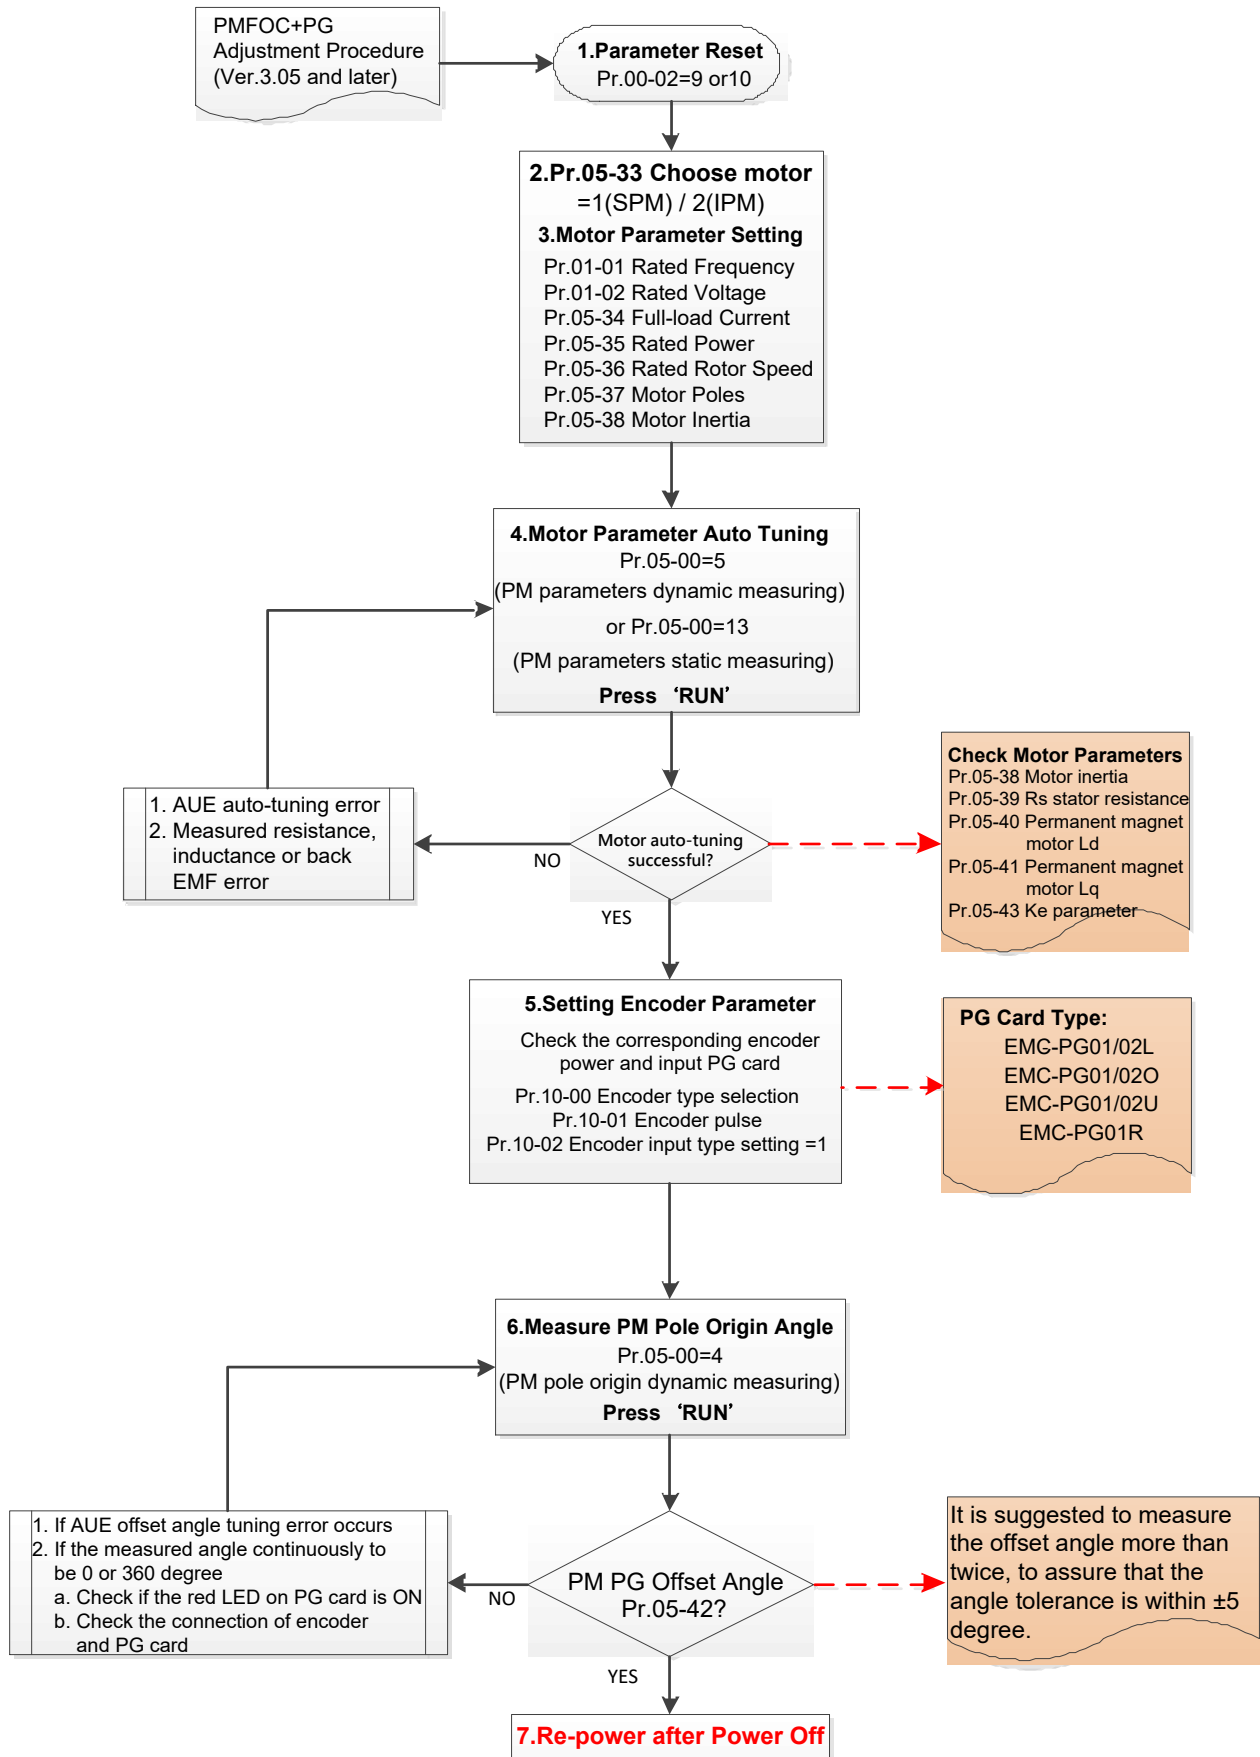 PMFOC+PG
Adjustment Procedure
(Ver.3.05 and later)
1.Parameter Reset
Pr.00-02=9 or10
2.Pr.05-33 Choose motor
=1(SPM) / 2(IPM)
3.Motor Parameter Setting
Pr.01-01 Rated Frequency
Pr.01-02 Rated Voltage
Pr.05-34 Full-load Current
Pr.05-35 Rated Power
Pr.05-36 Rated Rotor Speed
Pr.05-37 Motor Poles
Pr.05-38 Motor Inertia
4.Motor Parameter Auto Tuning
Pr.05-00=5
(PM parameters dynamic measuring)
or Pr.05-00=13
(PM parameters static measuring)
Press ‘RUN’
1. AUE auto-tuning error
2. Measured resistance,
inductance or back
EMF error
NO
Motor auto-tuning
successful?
YES
Check Motor Parameters
Pr.05-38 Motor inertia
Pr.05-39 Rs stator resistance
Pr.05-40 Permanent magnet
motor Ld
Pr.05-41 Permanent magnet
motor Lq
Pr.05-43 Ke parameter
5.Setting Encoder Parameter
Check the corresponding encoder
power and input PG card
Pr.10-00 Encoder type selection
Pr.10-01 Encoder pulse
Pr.10-02 Encoder input type setting =1
PG Card Type:
EMC-PG01/02L
EMC-PG01/02O
EMC-PG01/02U
EMC-PG01R
6.Measure PM Pole Origin Angle
Pr.05-00=4
(PM pole origin dynamic measuring)
Press ‘RUN’
1. If AUE offset angle tuning error occurs
2. If the measured angle continuously to
be 0 or 360 degree
a. Check if the red LED on PG card is ON
b. Check the connection of encoder
and PG card
NO
PM PG Offset Angle
Pr.05-42?
YES
It is suggested to measure
the offset angle more than
twice, to assure that the
angle tolerance is within ±5
degree.
7.Re-power after Power Off